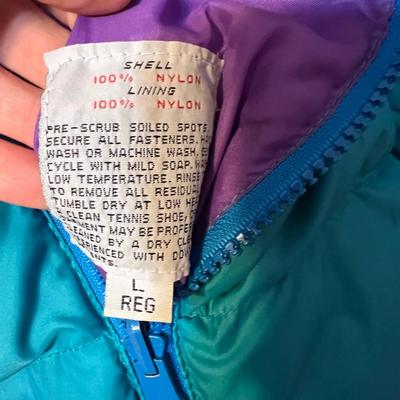 SHELL
100% NYLON
LINING
100% NYLON
PRE-SCRUB SOILED SPOTS
SECURE ALL FASTENERS.
WASH OR MACHINE WASH,
CYCLE WITH MILD SOAP.
LOW TEMPERATURE. RINSE
TO REMOVE ALL RESIDUAL
TUMBLE DRY AT LOW
CLEAN TENNIS SHOE,
MAY BE
BY A DRY
WITH
L
REG